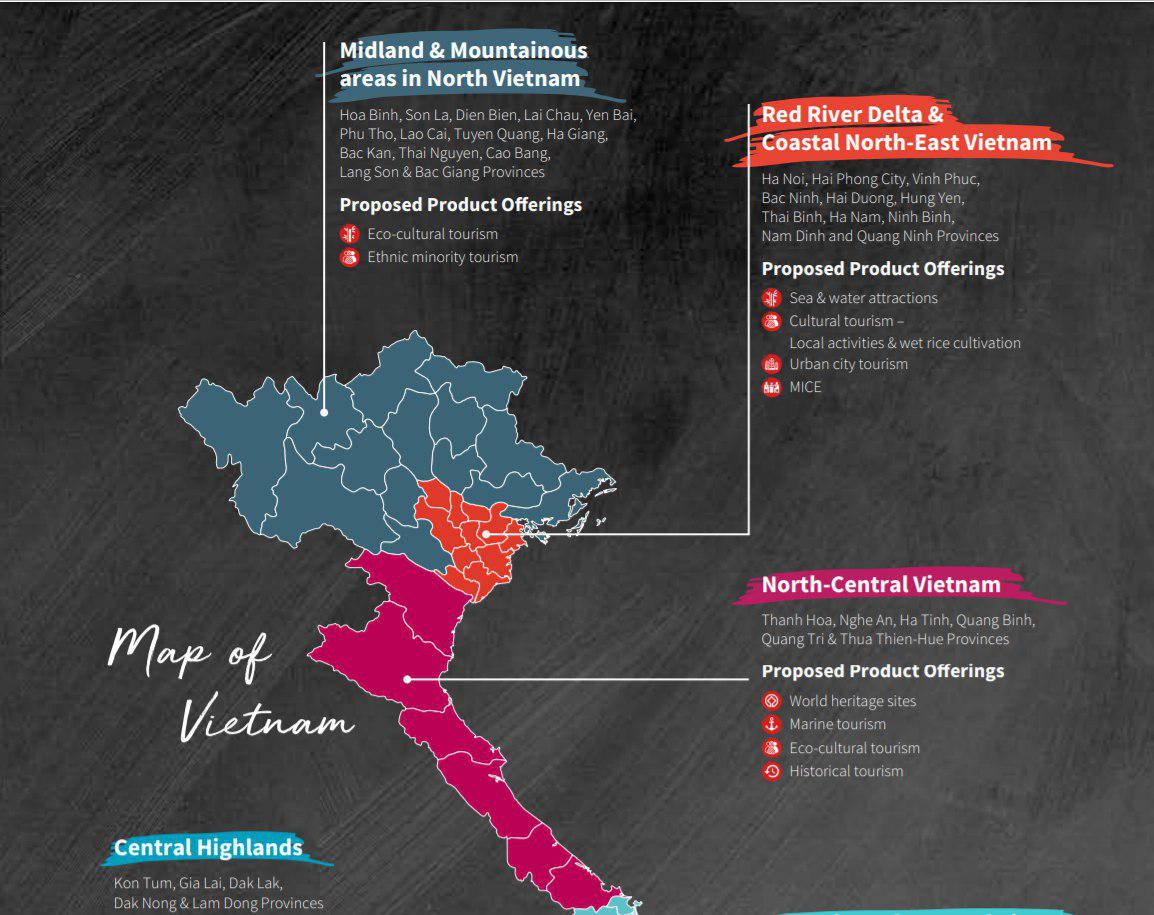 Midland & Mountainous
areas in North Vietnam
Hoa Binh, Son La, Dien Bien, Lai Chau, Yen Bai,
Phu Tho, Lao Cai, Tuyen Quang, Ha Giang,
Bac Kan, Thai Nguyen, Cao Bang,
Lang Son & Bac Giang Provinces
Proposed Product Offerings
Eco-cultural tourism
Ethnic minority tourism
Red River Delta &
Coastal North-East Vietnam
Ha Noi, Hai Phong City, Vinh Phuc,
Bac Ninh, Hai Duong, Hung Yen,
Thai Binh, Ha Nam, Ninh Binh,
Nam Dinh and Quang Ninh Provinces
Proposed Product Offerings
Sea & water attractions
Cultural tourism –
Local activities & wet rice cultivation
Urban city tourism
MICE
North-Central Vietnam
Thanh Hoa, Nghe An, Ha Tinh, Quang Binh,
Quang Tri & Thua Thien-Hue Provinces
Proposed Product Offerings
World heritage sites
Marine tourism
Eco-cultural tourism
Historical tourism
Map of
Vietnam
Central Highlands
Kon Tum, Gia Lai, Dak Lak,
Dak Nong & Lam Dong Provinces